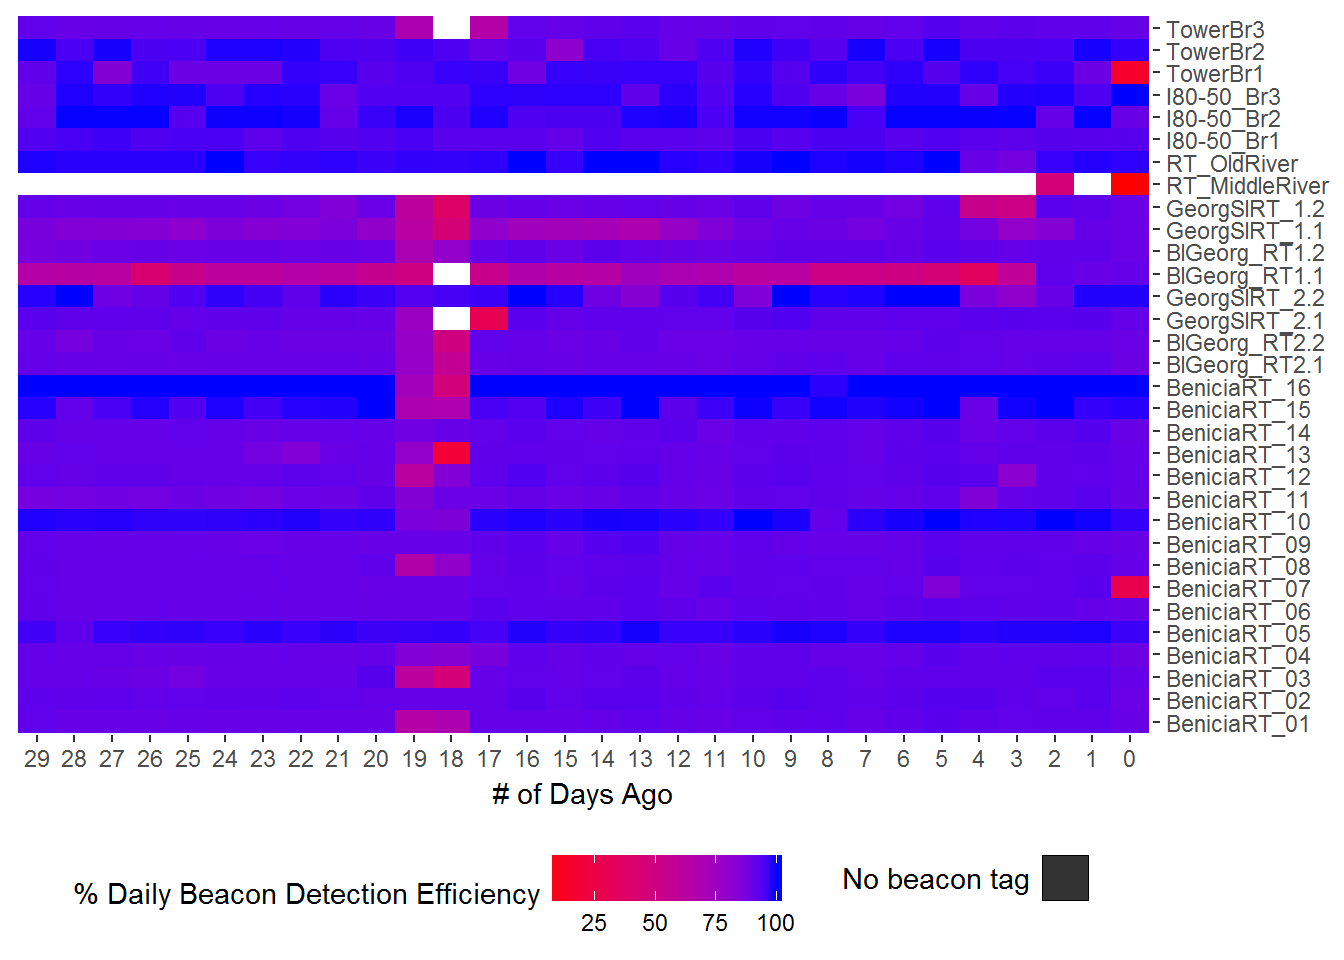 TowerBr3
TowerBr2
TowerBr1
I80-50_Br3
I80-50_Br2
I80-50_Br1
RT_OldRiver
RT_MiddleRiver
GeorgSlRT_1.2
GeorgSlRT_1.1
BlGeorg_RT1.2
BlGeorg_RT1.1
GeorgSlRT_2.2
GeorgSlRT_2.1
BlGeorg_RT2.2
BlGeorg_RT2.1
BeniciaRT_16
BeniciaRT_15
BeniciaRT_14
BeniciaRT_13
BeniciaRT_12
BeniciaRT_11
BeniciaRT_10
BeniciaRT_09
BeniciaRT_08
BeniciaRT_07
BeniciaRT_06
BeniciaRT_05
BeniciaRT_04
BeniciaRT_03
BeniciaRT_02
BeniciaRT_01
29 28 27 26 25 24 23 22 21 20 19 18 17 16 15 14 13 12 11 10 9 8 7 6 5 4 3 2 1 0
# of Days Ago
% Daily Beacon Detection Efficiency
25 50 75 100
No beacon tag